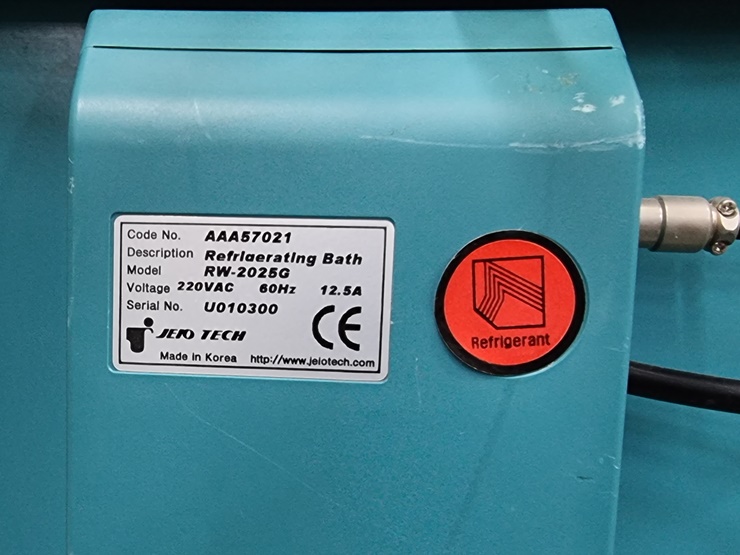 Code No. AAA57021
Description Refrigerating Bath
Model RW-2025G
Voltage 220VAC 60Hz 12.5A
Serial No. U010300
CE
JEIO TECH
Made in Korea http://www.jeiotech.com
Refrigerant